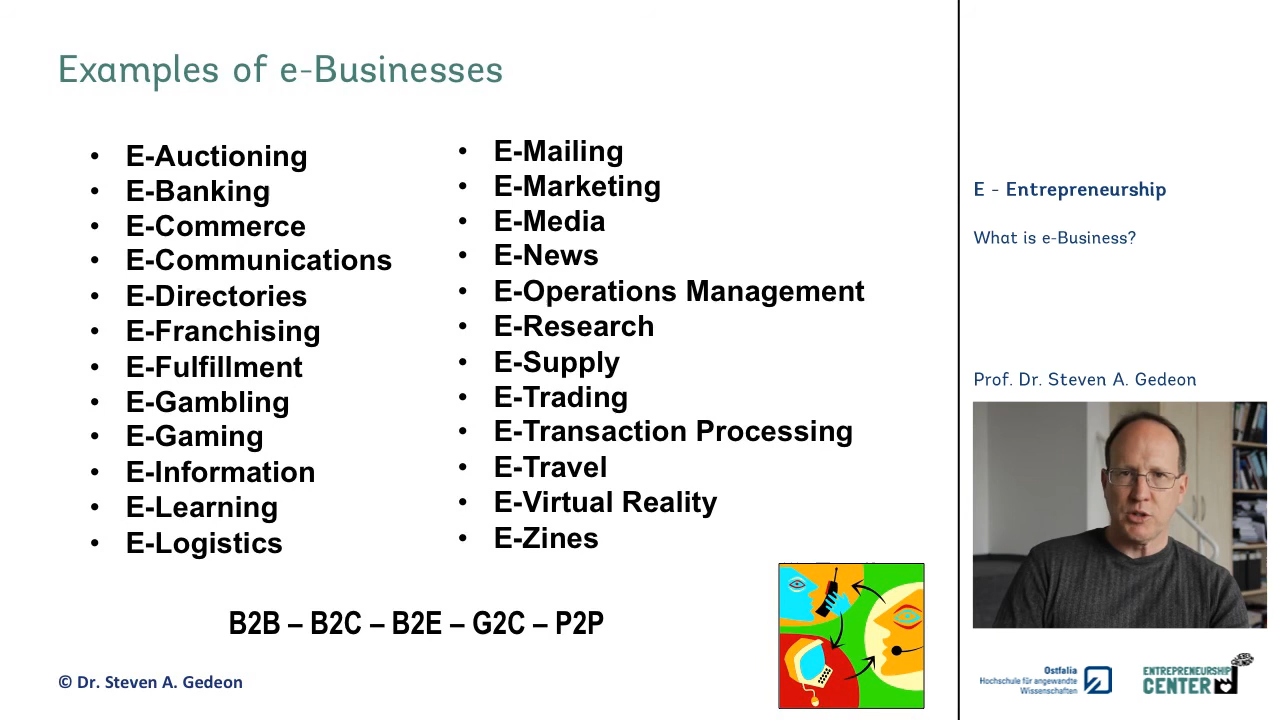 Examples of e-Businesses
• E-Auctioning
• E-Banking
• E-Commerce
• E-Communications
• E-Directories
• E-Franchising
• E-Fulfillment
• E-Gambling
• E-Gaming
• E-Information
• E-Learning
• E-Logistics
• E-Mailing
• E-Marketing
• E-Media
• E-News
• E-Operations Management
• E-Research
• E-Supply
• E-Trading
• E-Transaction Processing
• E-Travel
• E-Virtual Reality
• E-Zines
B2B – B2C – B2E – G2C – P2P
© Dr. Steven A. Gedeon
E - Entrepreneurship
What is e-Business?
Prof. Dr. Steven A. Gedeon
Ostfalia
Hochschule für angewandte
Wissenschaften
ENTREPRENEURSHIP
CENTER